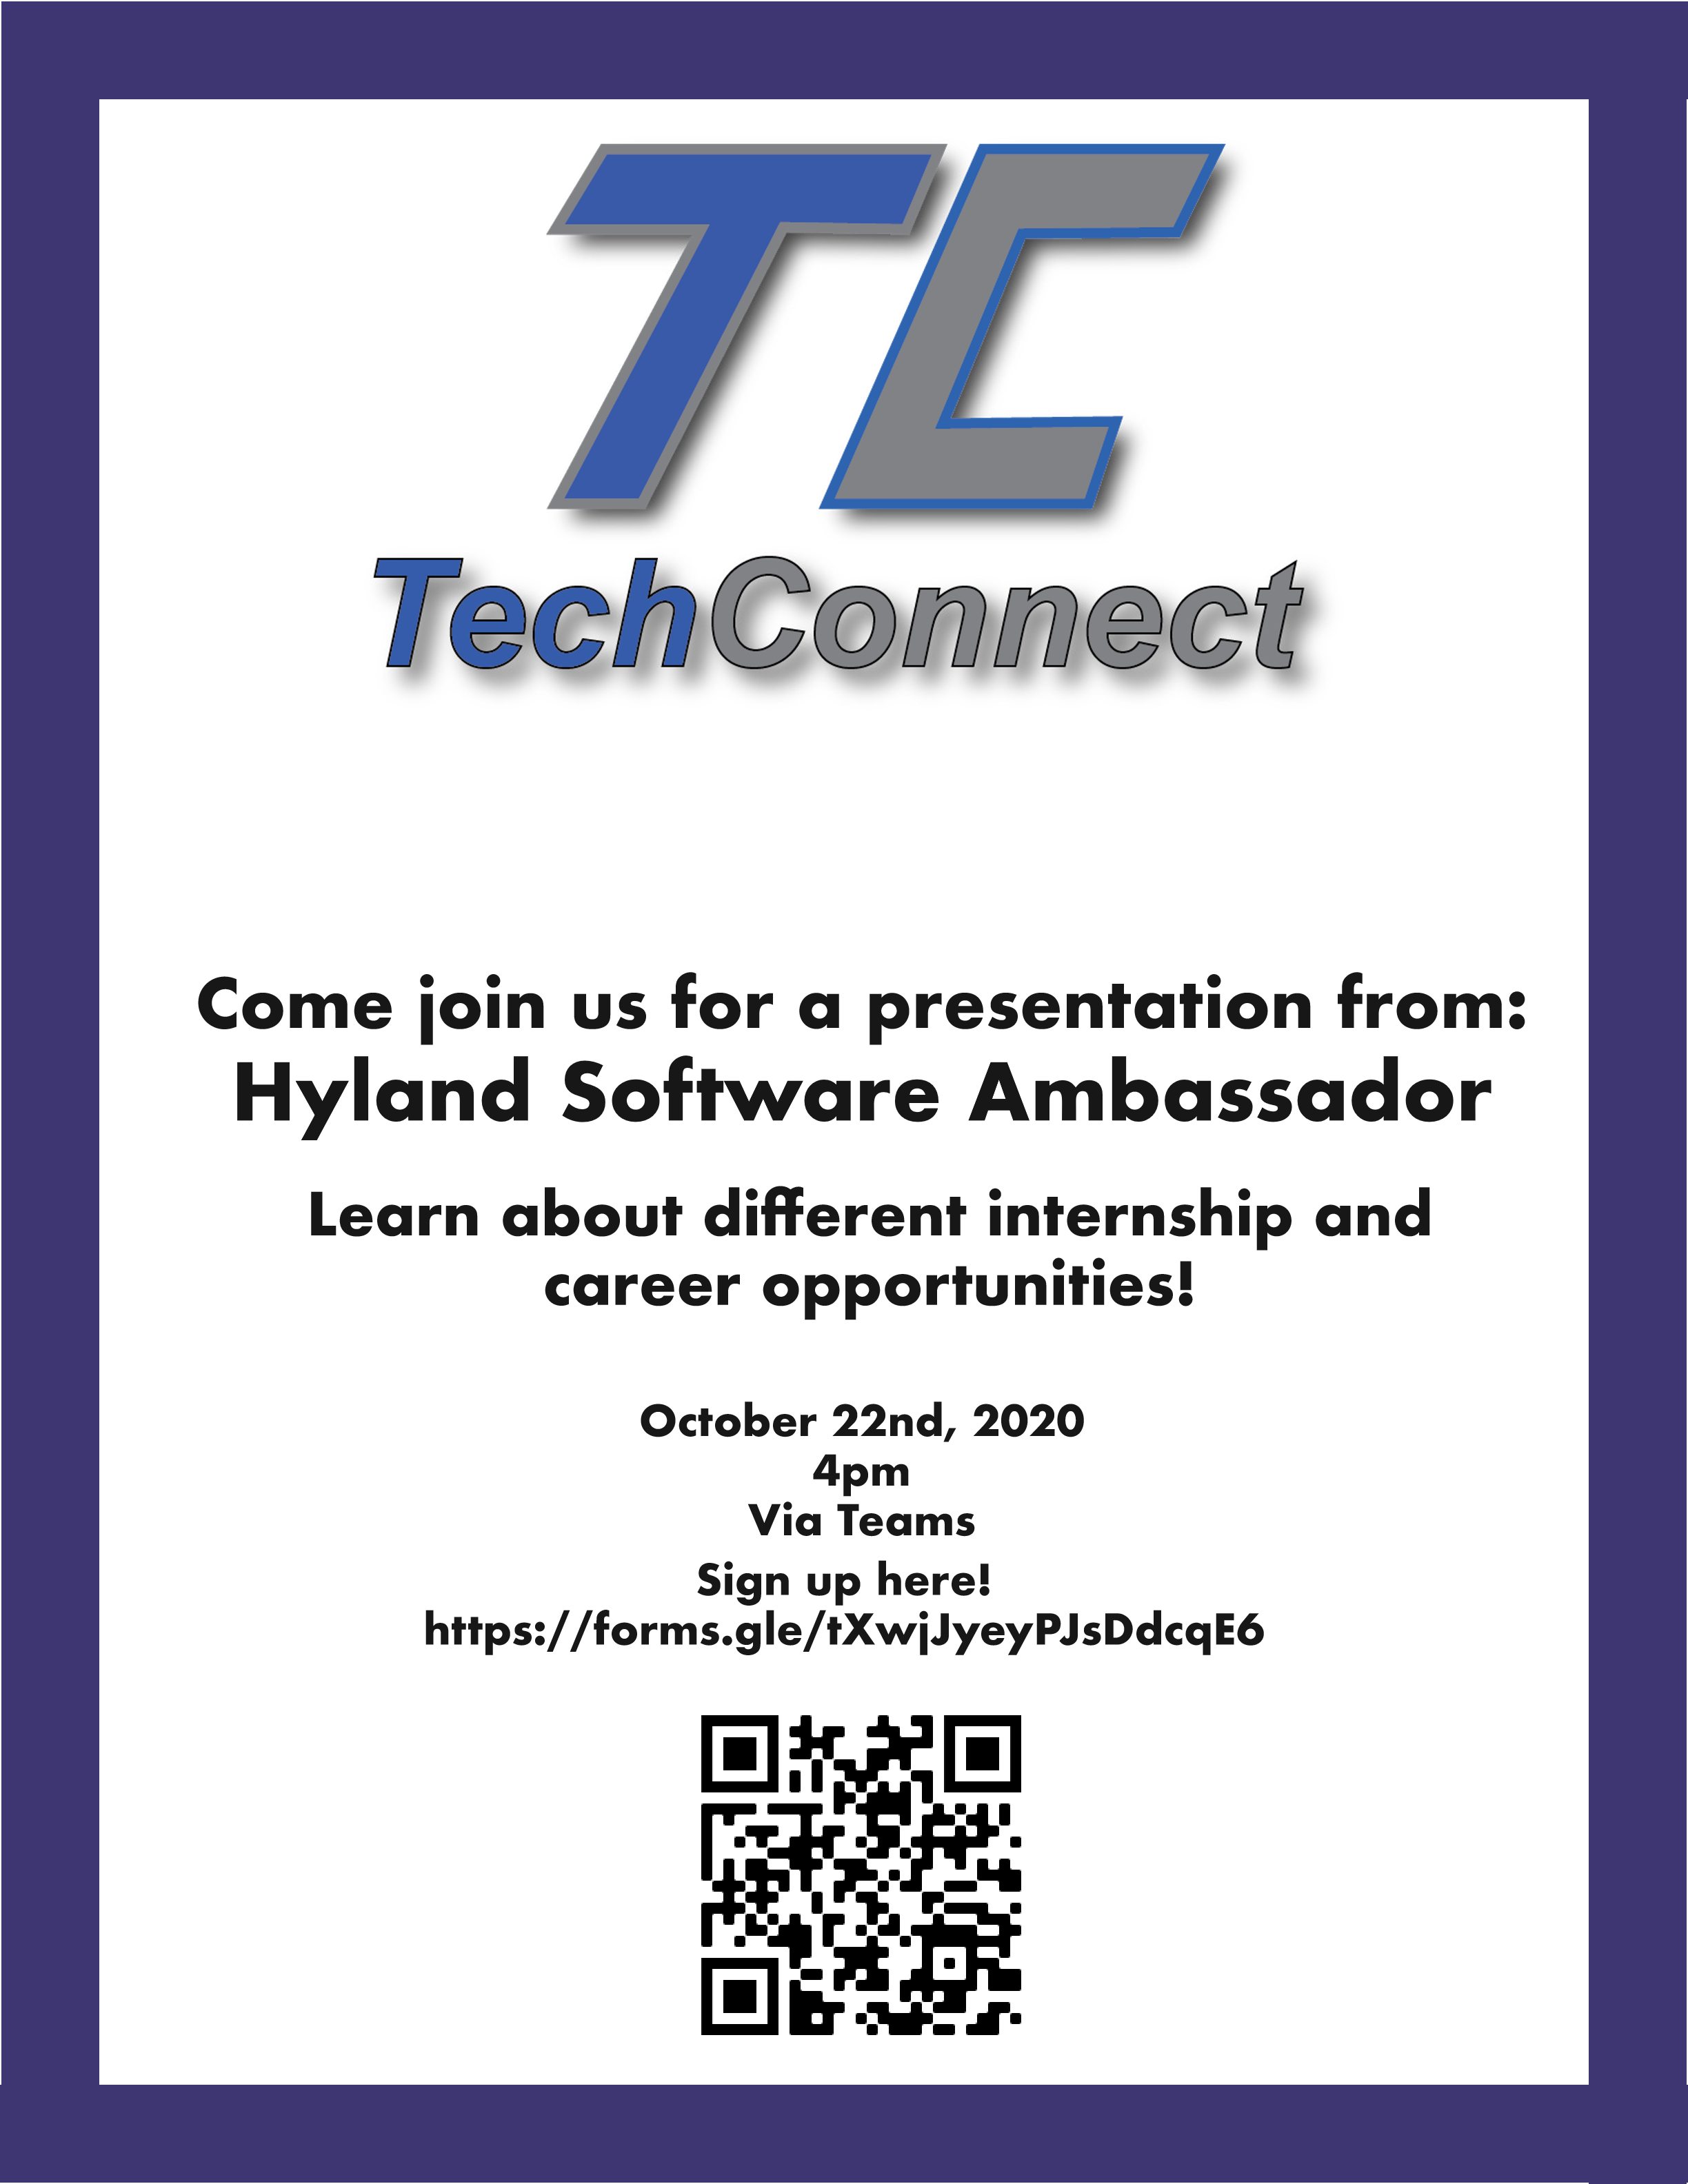 TC
TechConnect
Come join us for a presentation from:
Hyland Software Ambassador
Learn about different internship and
career opportunities!
October 22nd, 2020
4pm
Via Teams
Sign up here!
https://forms.gle/tXwjJyeyPJsDdcqE6